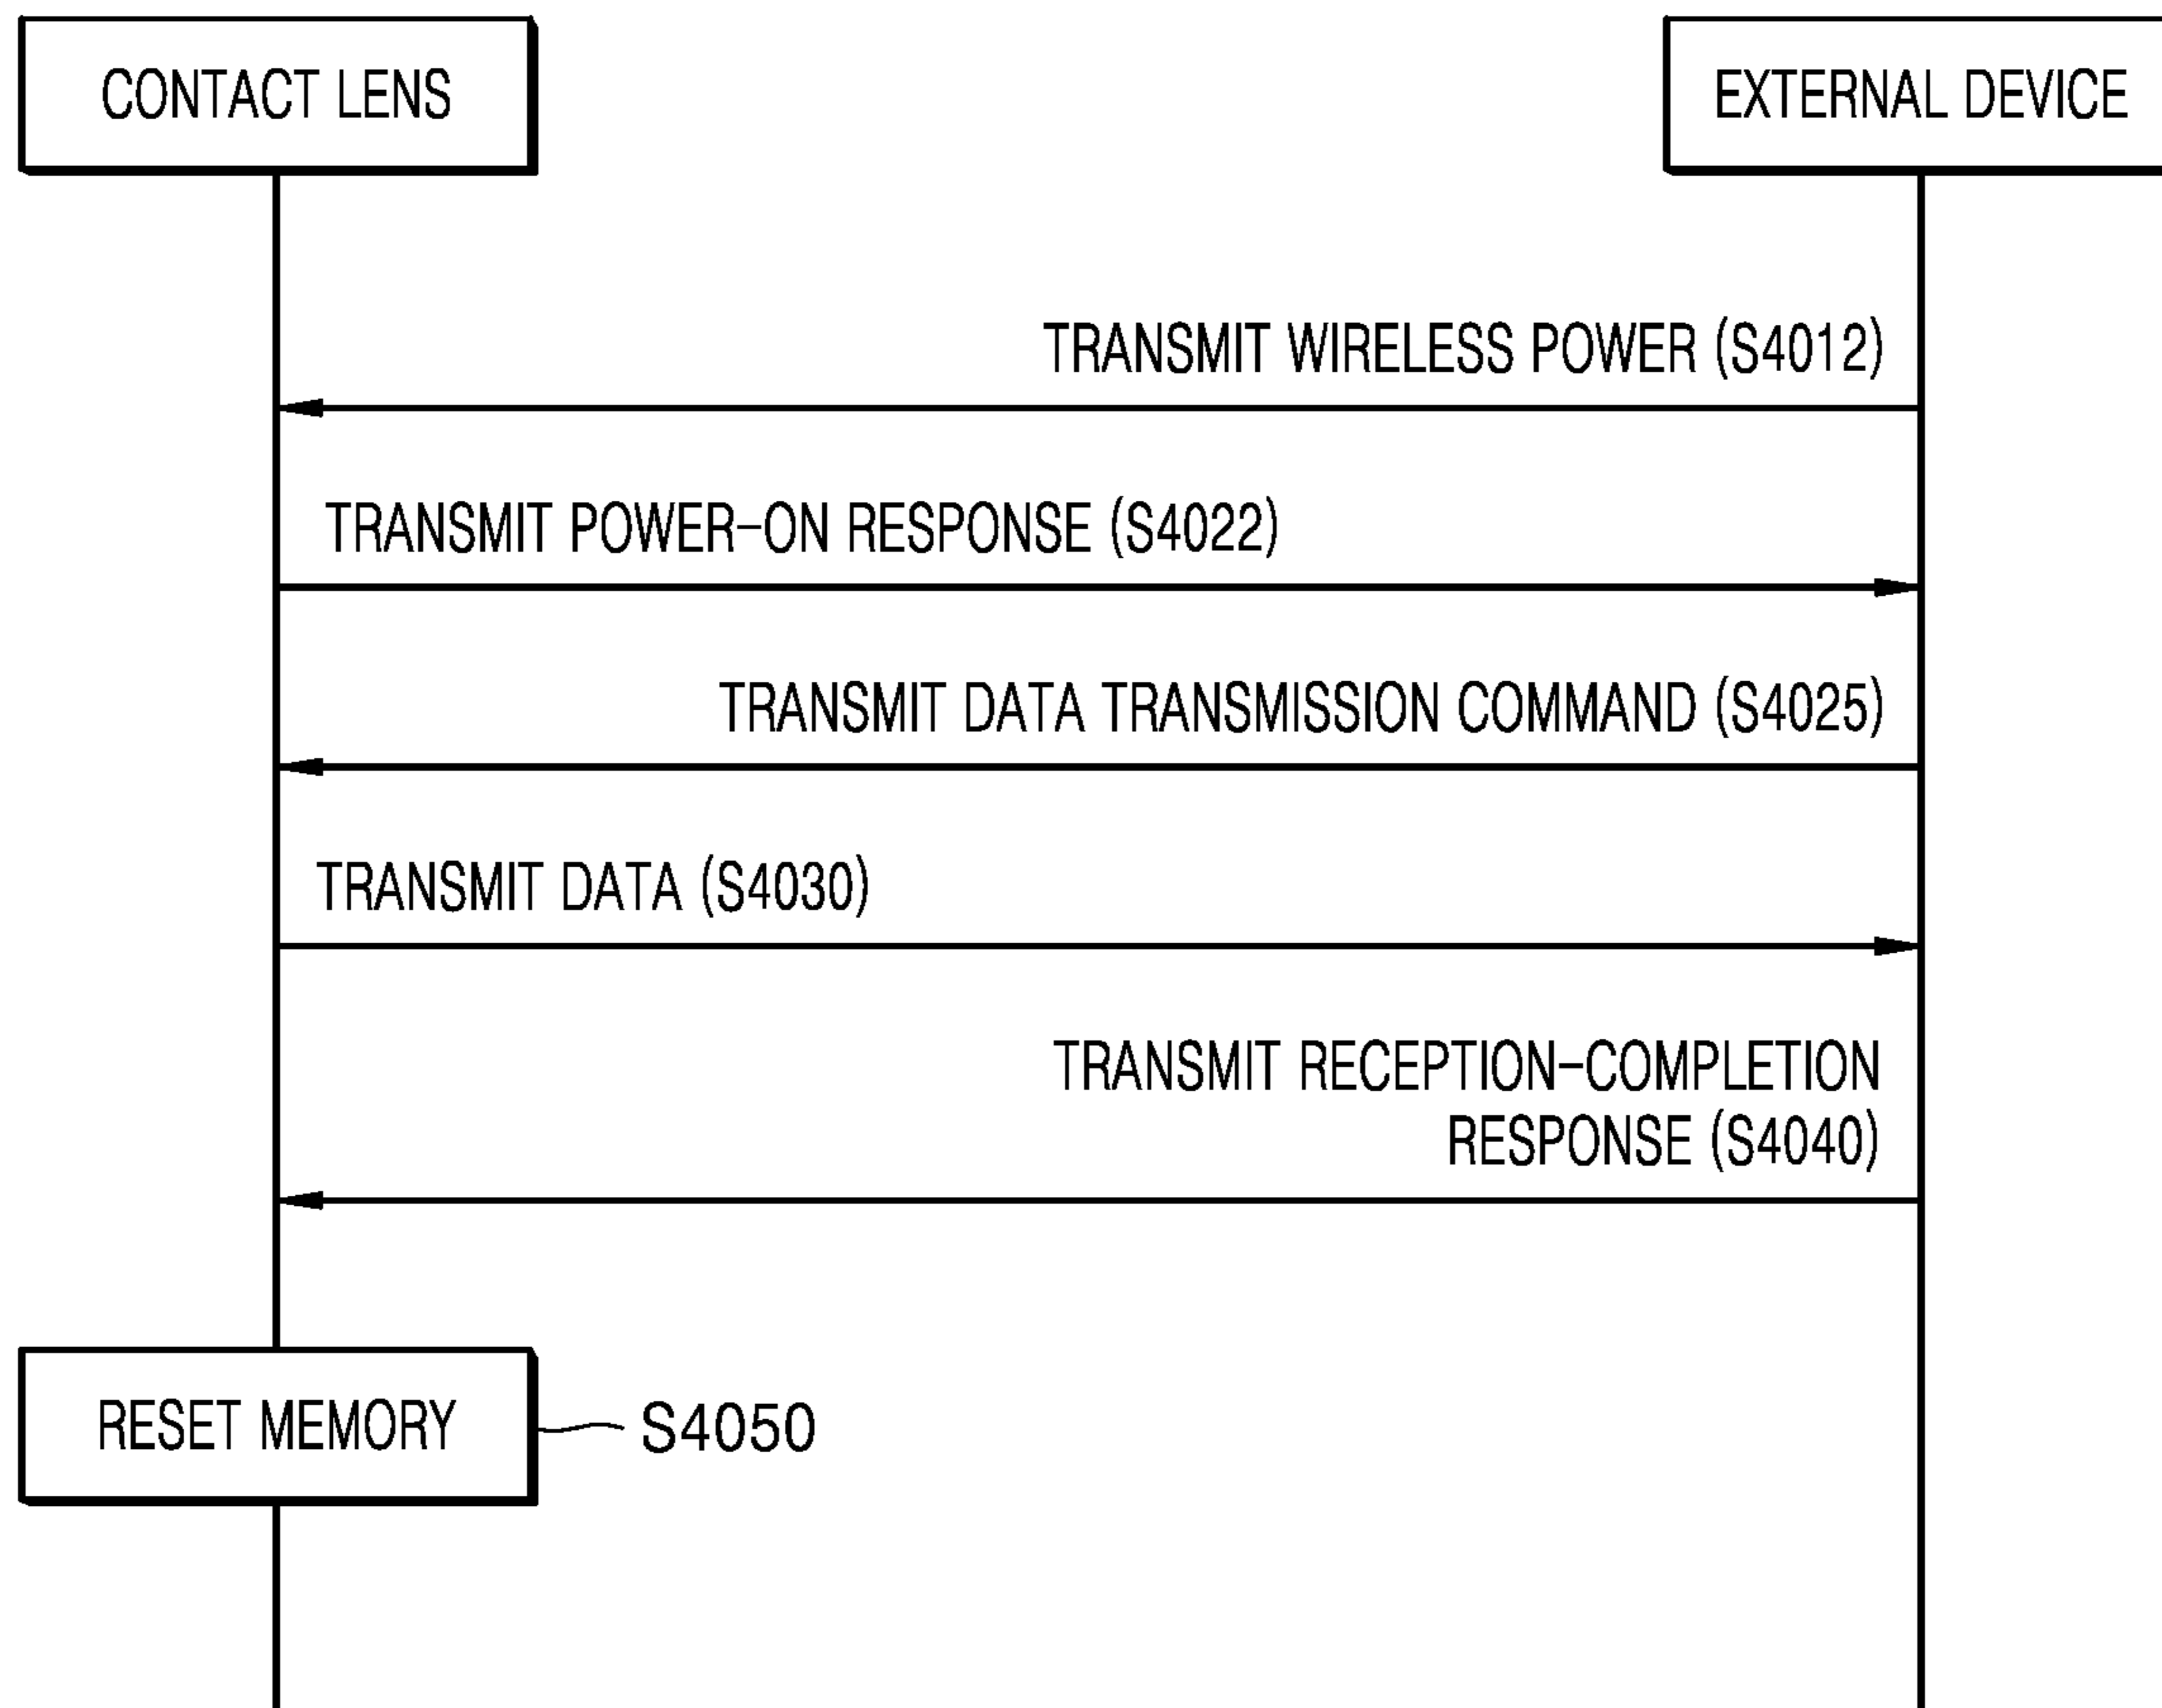 CONTACT LENS
EXTERNAL DEVICE
TRANSMIT WIRELESS POWER (S4012)
TRANSMIT POWER-ON RESPONSE (S4022)
TRANSMIT DATA TRANSMISSION COMMAND (S4025)
TRANSMIT DATA (S4030)
TRANSMIT RECEPTION-COMPLETION
RESPONSE (S4040)
RESET MEMORY
S4050